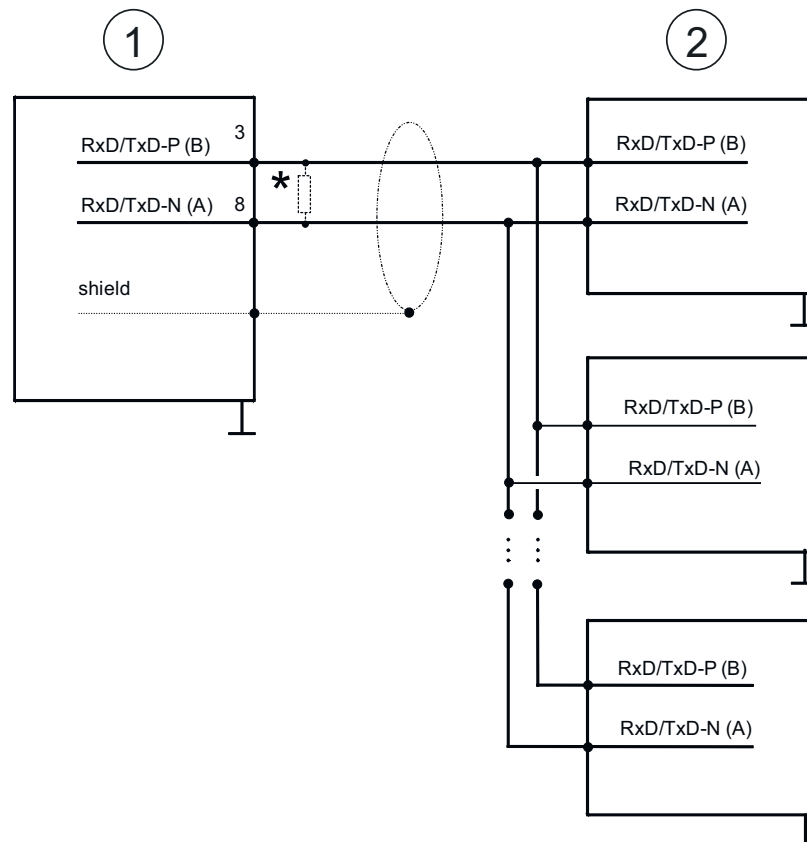 1
2
RxD/TxD-P (B) 3
RxD/TxD-N (A) 8
*
shield
RxD/TxD-P (B)
RxD/TxD-N (A)
RxD/TxD-P (B)
RxD/TxD-N (A)
RxD/TxD-P (B)
RxD/TxD-N (A)